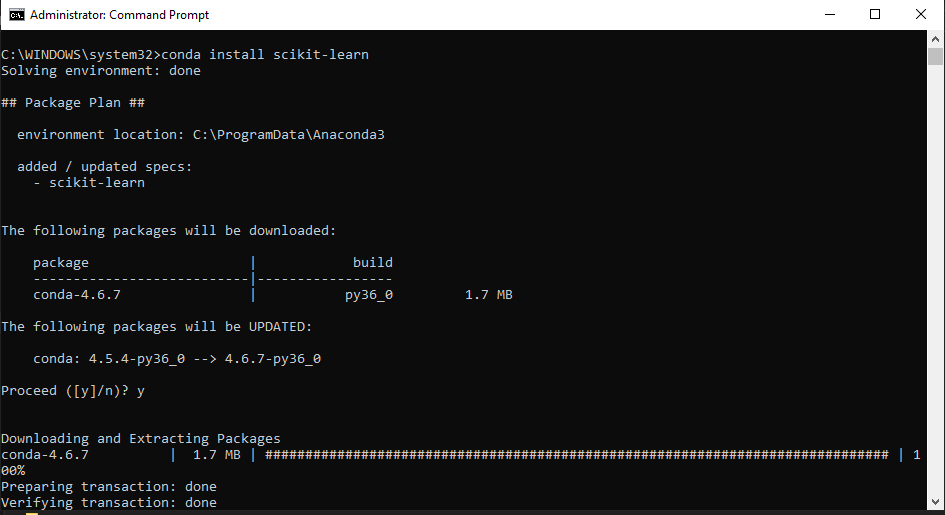 Administrator: Command Prompt
C:\WINDOWS\system32>conda install scikit-learn
Solving environment: done
## Package Plan ##
  environment location: C:\ProgramData\Anaconda3
  added / updated specs:
    - scikit-learn
The following packages will be downloaded:
    package                    |            build
    ---------------------------|-----------------
    conda-4.6.7                |           py36_0         1.7 MB
The following packages will be UPDATED:
    conda: 4.5.4-py36_0 --> 4.6.7-py36_0
Proceed ([y]/n)? y
Downloading and Extracting Packages
conda-4.6.7          |  1.7 MB | ############################################################################## | 1
00%
Preparing transaction: done
Verifying transaction: done